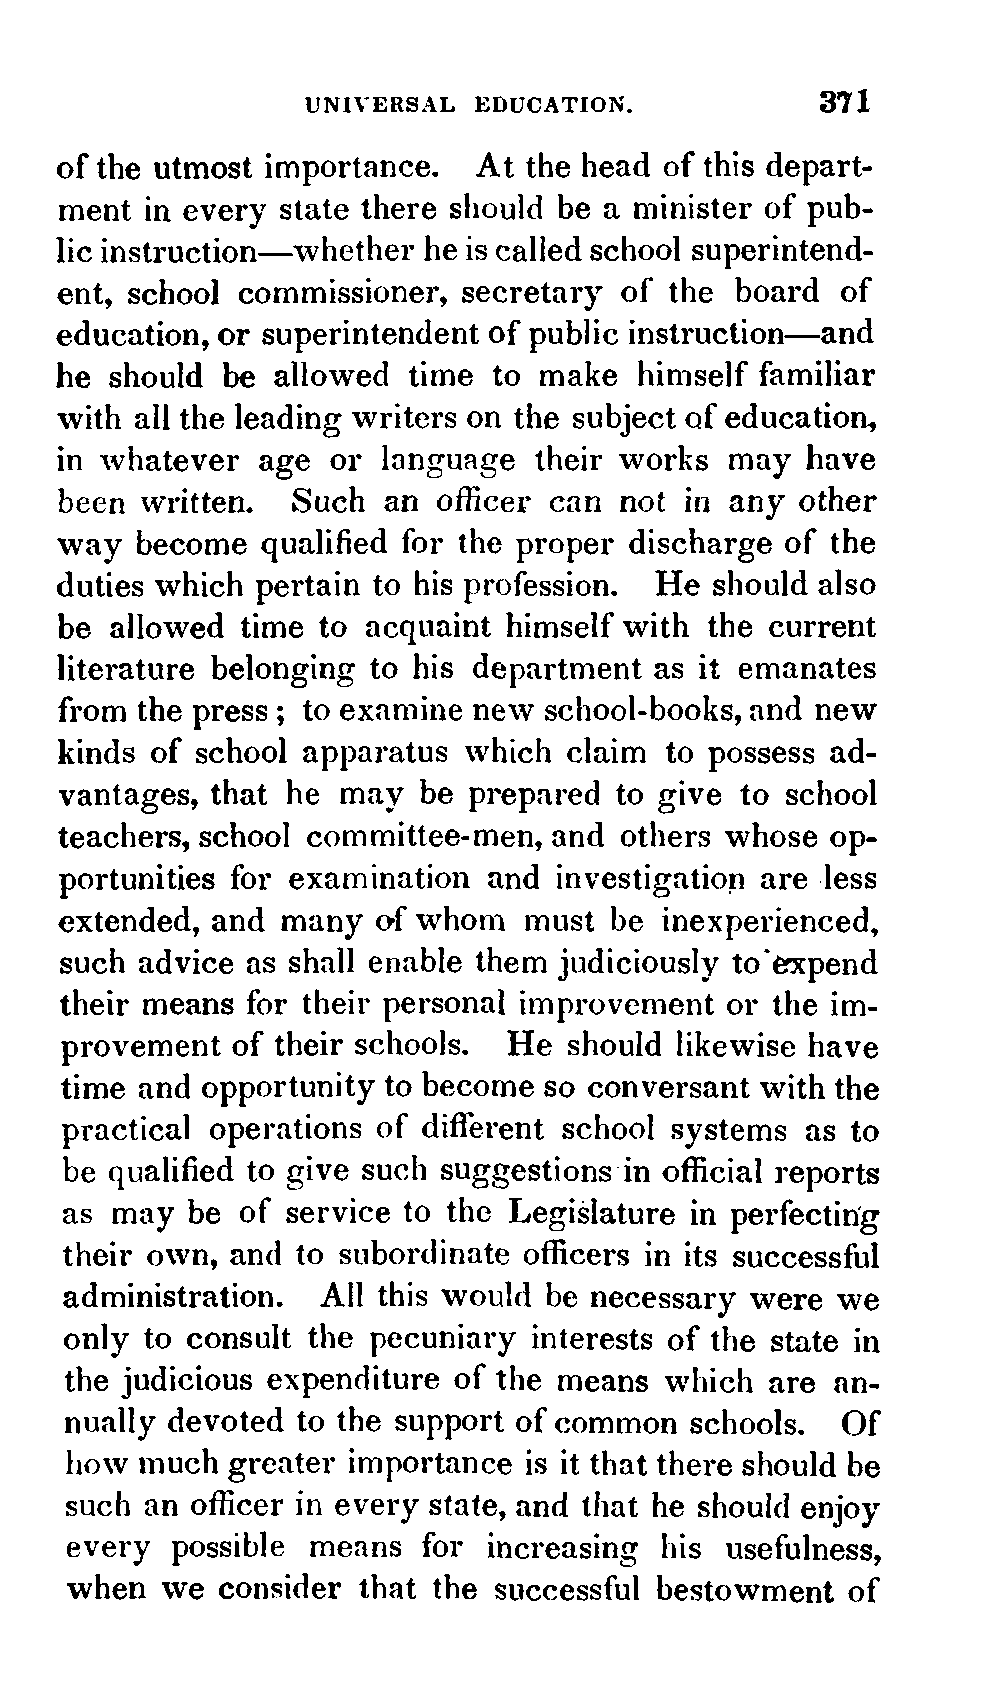 UNIVERSAL EDUCATION. 371
of the utmost importance. At the head of this depart-
ment in every state there should be a minister of pub-
lic instruction—whether he is called school superintend-
ent, school commissioner, secretary of the board of
education, or superintendent of public instruction—and
he should be allowed time to make himself familiar
with all the leading writers on the subject of education,
in whatever age or language their works may have
been written. Such an officer can not in any other
way become qualified for the proper discharge of the
duties which pertain to his profession. He should also
be allowed time to acquaint himself with the current
literature belonging to his department as it emanates
from the press; to examine new school-books, and new
kinds of school apparatus which claim to possess ad-
vantages, that he may be prepared to give to school
teachers, school committee-men, and others whose op-
portunities for examination and investigation are less
extended, and many of whom must be inexperienced,
such advice as shall enable them judiciously to expend
their means for their personal improvement or the im-
provement of their schools. He should likewise have
time and opportunity to become so conversant with the
practical operations of different school systems as to
be qualified to give such suggestions in official reports
as may be of service to the Legislature in perfecting
their own, and to subordinate officers in its successful
administration. All this would be necessary were we
only to consult the pecuniary interests of the state in
the judicious expenditure of the means which are an-
nually devoted to the support of common schools. Of
how much greater importance is it that there should be
such an officer in every state, and that he should enjoy
every possible means for increasing his usefulness,
when we consider that the successful bestowment of